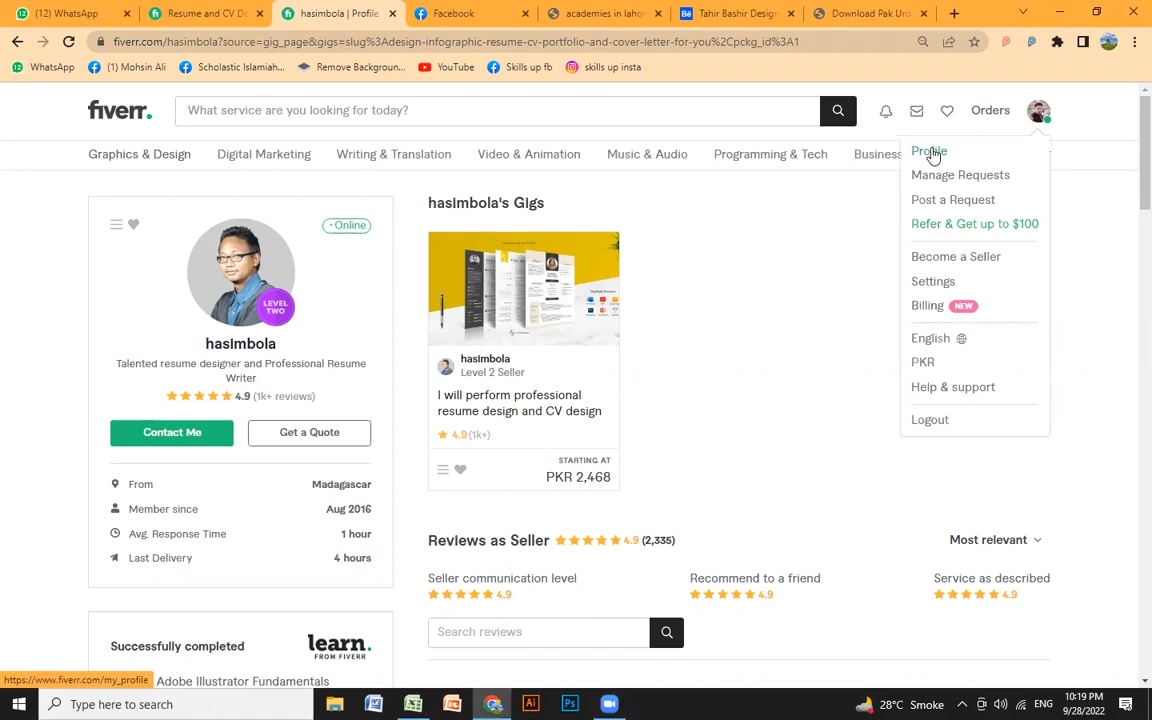 (12) WhatsApp
Resume and CV De
hasimbola | Profile
Facebook
academies in lahor
Tahir Bashir Design
Download Pak Urd
fiverr.com/hasimbola?source=gig_page&gigs=slug%3Adesign-infographic-resume-cv-portfolio-and-cover-letter-for-you%2Cpckg_id%3A1
WhatsApp
(1) Mohsin Ali
Scholastic Islamiah...
Remove Backgroun...
YouTube
Skills up fb
skills up insta
fiverr.
What service are you looking for today?
Orders
Graphics & Design
Digital Marketing
Writing & Translation
Video & Animation
Music & Audio
Programming & Tech
Business
Profile
Manage Requests
Post a Request
Refer & Get up to $100
Become a Seller
Settings
Billing NEW
English
PKR
Help & support
Logout
Online
LEVEL
TWO
hasimbola
Talented resume designer and Professional Resume
Writer
4.9 (1k+ reviews)
Contact Me
Get a Quote
From Madagascar
Member since Aug 2016
Avg. Response Time 1 hour
Last Delivery 4 hours
Successfully completed
learn.
FROM FIVERR
Adobe Illustrator Fundamentals
hasimbola's Gigs
hasimbola
Level 2 Seller
I will perform professional
resume design and CV design
4.9 (1k+)
STARTING AT
PKR 2,468
Reviews as Seller 4.9 (2,335)
Most relevant
Seller communication level
4.9
Recommend to a friend
4.9
Service as described
4.9
Search reviews
https://www.fiverr.com/my_profile
Type here to search
28°C Smoke
ENG
10:19 PM
9/28/2022